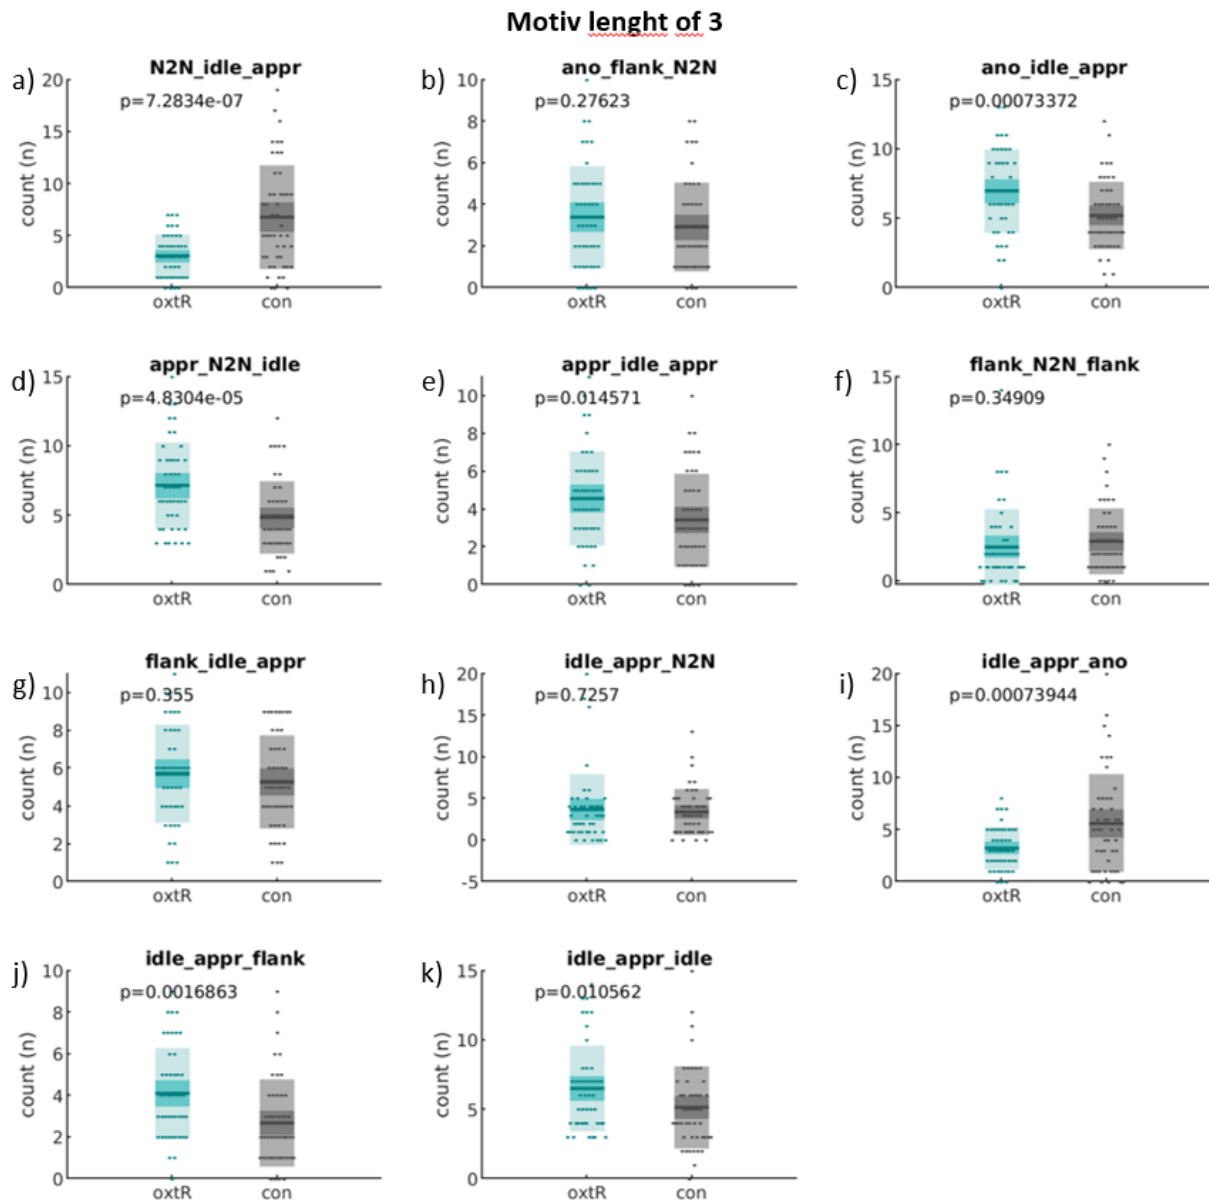 Motiv lenght of 3
a) N2N_idle_appr
p=7.2834e-07
count (n)
20
15
10
5
0
oxtR con
b) ano_flank_N2N
p=0.27623
count (n)
10
8
6
4
2
0
oxtR con
c) ano_idle_appr
p=0.00073372
count (n)
15
10
5
0
oxtR con
d) appr_N2N_idle
p=4.8304e-05
count (n)
15
10
5
0
oxtR con
e) appr_idle_appr
p=0.014571
count (n)
10
8
6
4
2
0
oxtR con
f) flank_N2N_flank
p=0.34909
count (n)
15
10
5
0
oxtR con
g) flank_idle_appr
p=0.355
count (n)
10
8
6
4
2
0
oxtR con
h) idle_appr_N2N
p=0.7257
count (n)
20
15
10
5
0
-5
oxtR con
i) idle_appr_ano
p=0.00073944
count (n)
20
15
10
5
0
oxtR con
j) idle_appr_flank
p=0.0016863
count (n)
10
8
6
4
2
0
oxtR con
k) idle_appr_idle
p=0.010562
count (n)
15
10
5
0
oxtR con